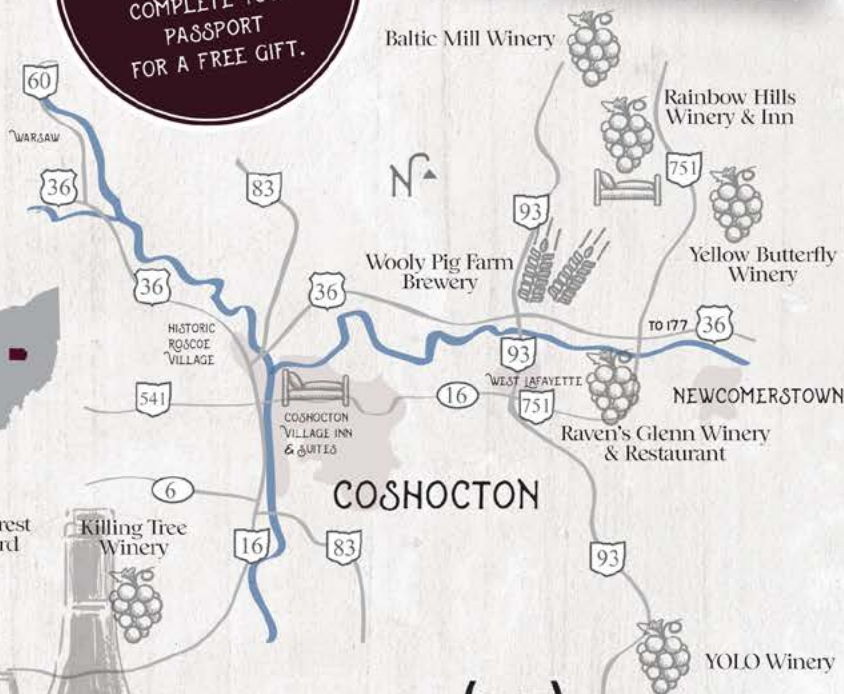 COMPLETE
PASSPORT
FOR A FREE GIFT.
Baltic Mill Winery
60
WARSAW
36
83
N
93
Rainbow Hills
Winery & Inn
751
Yellow Butterfly
Winery
Wooly Pig Farm
Brewery
36
36
HISTORIC
ROSCOE
VILLAGE
TO 177
36
93
WEST LAFAYETTE
541
COSHOCTON
VILLAGE INN
& SUITES
16
751
NEWCOMERSTOWN
Raven's Glenn Winery
& Restaurant
COSHOCTON
6
Killing Tree
Winery
16
83
93
YOLO Winery